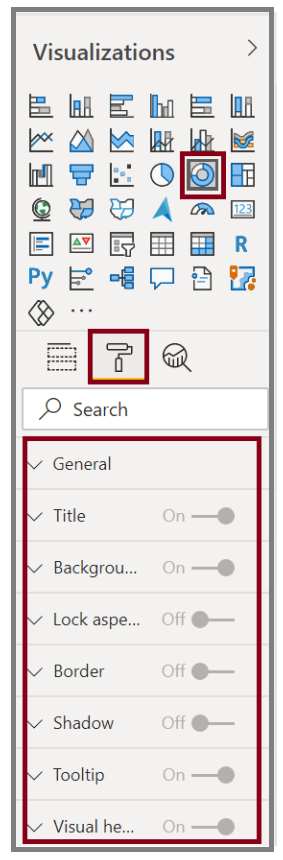 Visualizations
123
R
Py
...
Search
General
Title On
Backgrou... On
Lock aspe... Off
Border Off
Shadow Off
Tooltip On
Visual he... On